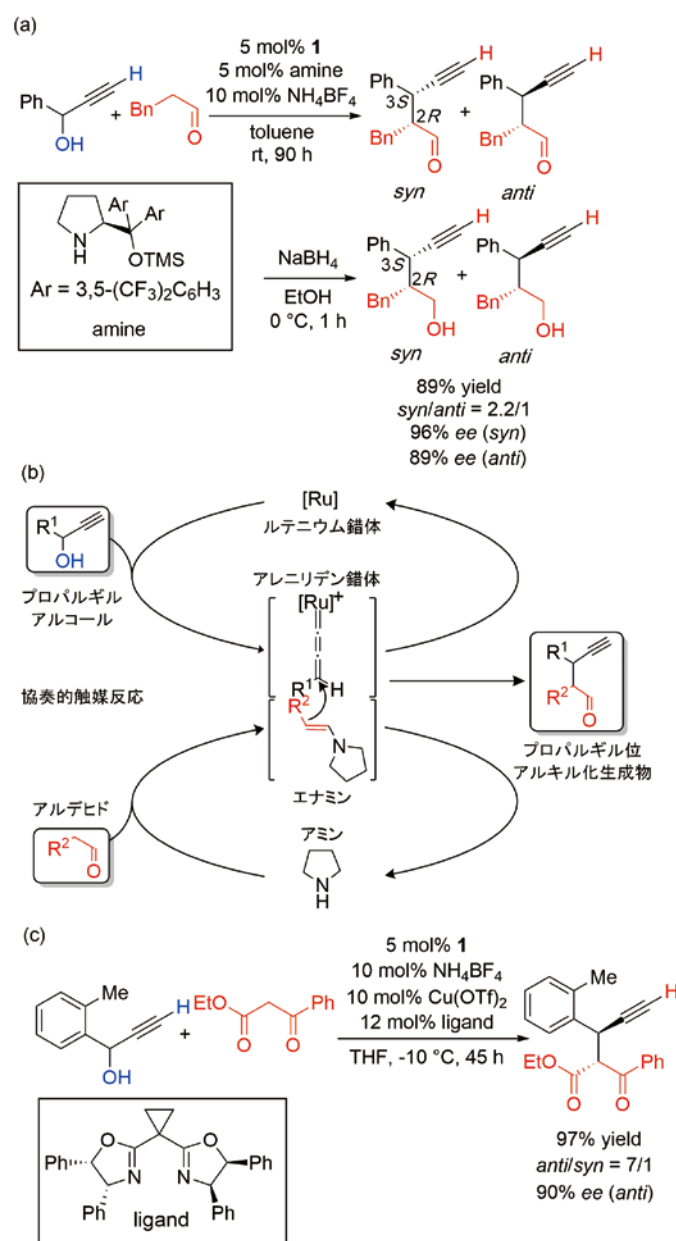 (a)
H
5 mol% 1
5 mol% amine
10 mol% NH4BF4
toluene
rt, 90 h
Ph
OH
+
Bn
O
Ph
H
3S
2R
Bn
O
syn
+
Ph
H
Bn
O
anti
Ar
Ar
N
H
OTMS
Ar = 3,5-(CF3)2C6H3
amine
NaBH4
EtOH
0 °C, 1 h
Ph
H
3S
2R
Bn
OH
syn
+
Ph
H
Bn
OH
anti
89% yield
syn/anti = 2.2/1
96% ee (syn)
89% ee (anti)
(b)
R1
OH
プロパルギル
アルコール
[Ru]
ルテニウム錯体
アレニリデン錯体
[Ru]+
R1
H
R2
N
エナミン
協奏的触媒反応
R1
R2
O
プロパルギル位
アルキル化生成物
アルデヒド
R2
O
アミン
N
H
(c)
Me
H
OH
+
EtO
Ph
O
O
5 mol% 1
10 mol% NH4BF4
10 mol% Cu(OTf)2
12 mol% ligand
THF, -10 °C, 45 h
Me
H
EtO
Ph
O
O
97% yield
anti/syn = 7/1
90% ee (anti)
O
O
Ph
N
N
Ph
Ph
Ph
ligand